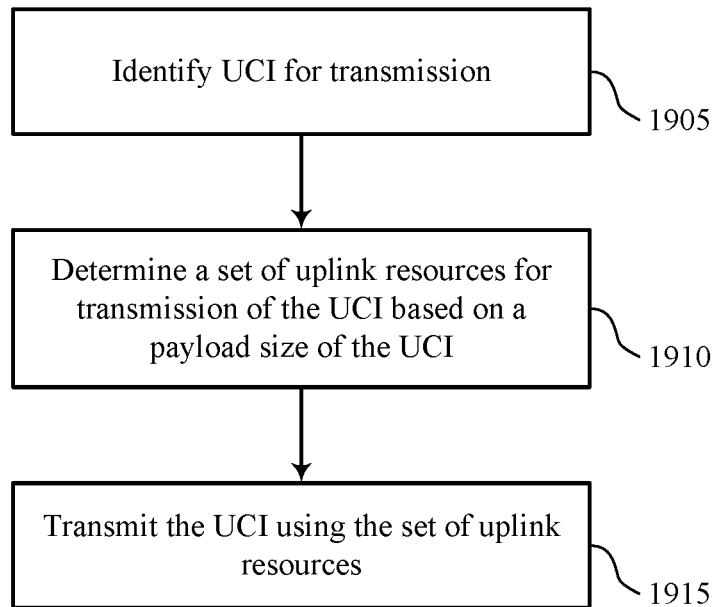 Identify UCI for transmission
1905
Determine a set of uplink resources for
transmission of the UCI based on a
payload size of the UCI
1910
Transmit the UCI using the set of uplink
resources
1915